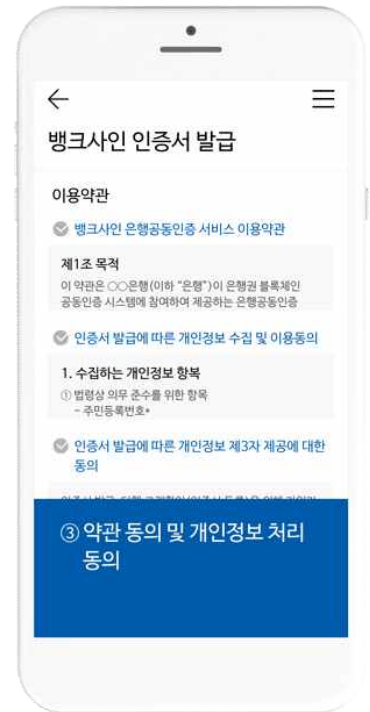 뱅크사인 인증서 발급
이용약관
뱅크사인 은행공동인증 서비스 이용약관
제1조 목적
이 약관은 ○○은행(이하 "은행")이 은행권 블록체인
공동인증 시스템에 참여하여 제공하는 은행공동인증
인증서 발급에 따른 개인정보 수집 및 이용동의
1. 수집하는 개인정보 항복
① 법령상 의무 준수를 위한 항목
- 주민등록번호*
인증서 발급에 따른 개인정보 제3자 제공에 대한
동의
③ 약관 동의 및 개인정보 처리
동의